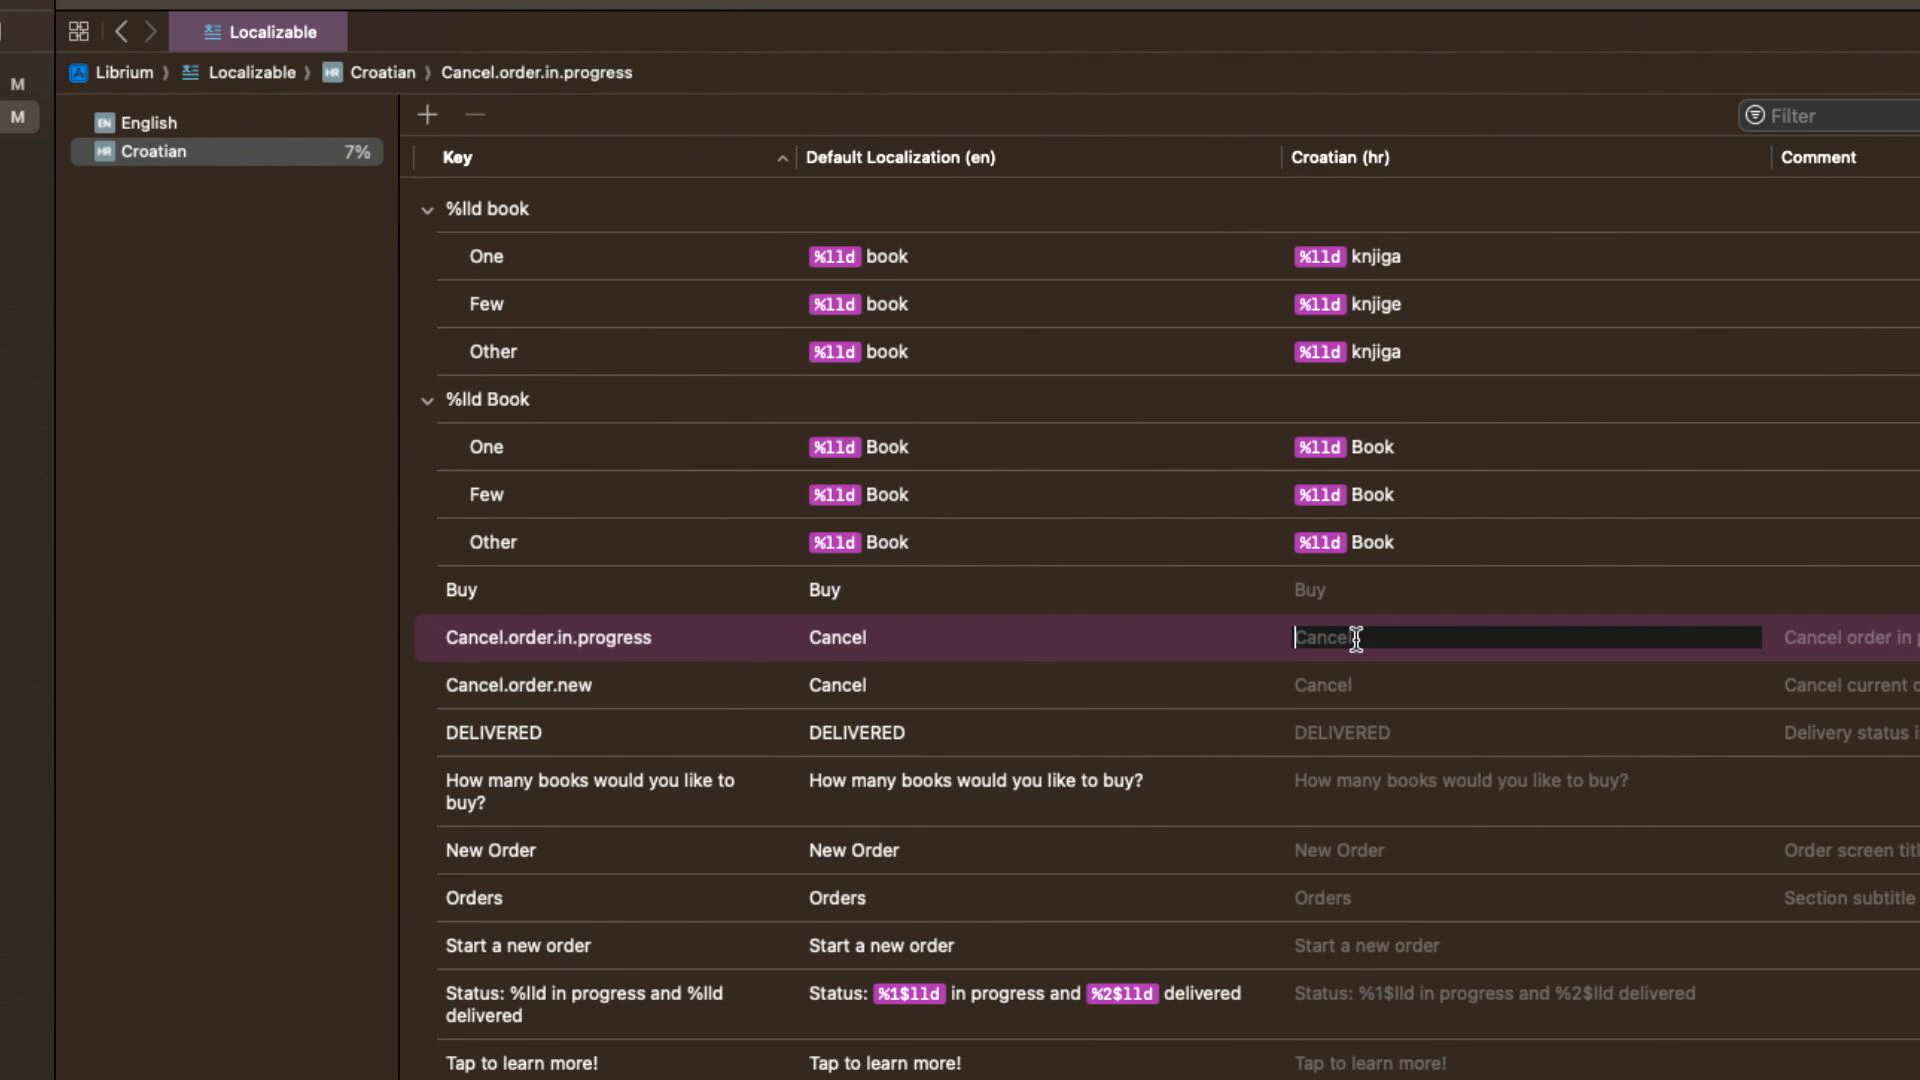 Localizable
Librium 〉 Localizable 〉 HR Croatian 〉 Cancel.order.in.progress
M
M
EN English
HR Croatian 7%
+ −
Filter
Key Default Localization (en) Croatian (hr) Comment
%lld book
One %lld book %lld knjiga
Few %lld book %lld knjige
Other %lld book %lld knjiga
%lld Book
One %lld Book %lld Book
Few %lld Book %lld Book
Other %lld Book %lld Book
Buy Buy Buy
Cancel.order.in.progress Cancel Cancel Cancel order in
Cancel.order.new Cancel Cancel Cancel current
DELIVERED DELIVERED DELIVERED Delivery status
How many books would you like to How many books would you like to buy? How many books would you like to buy?
buy?
New Order New Order New Order Order screen
Orders Orders Orders Section subtitle
Start a new order Start a new order Start a new order
Status: %lld in progress and %lld Status: %1$lld in progress and %2$lld delivered Status: %1$lld in progress and %2$lld delivered
delivered
Tap to learn more! Tap to learn more! Tap to learn more!